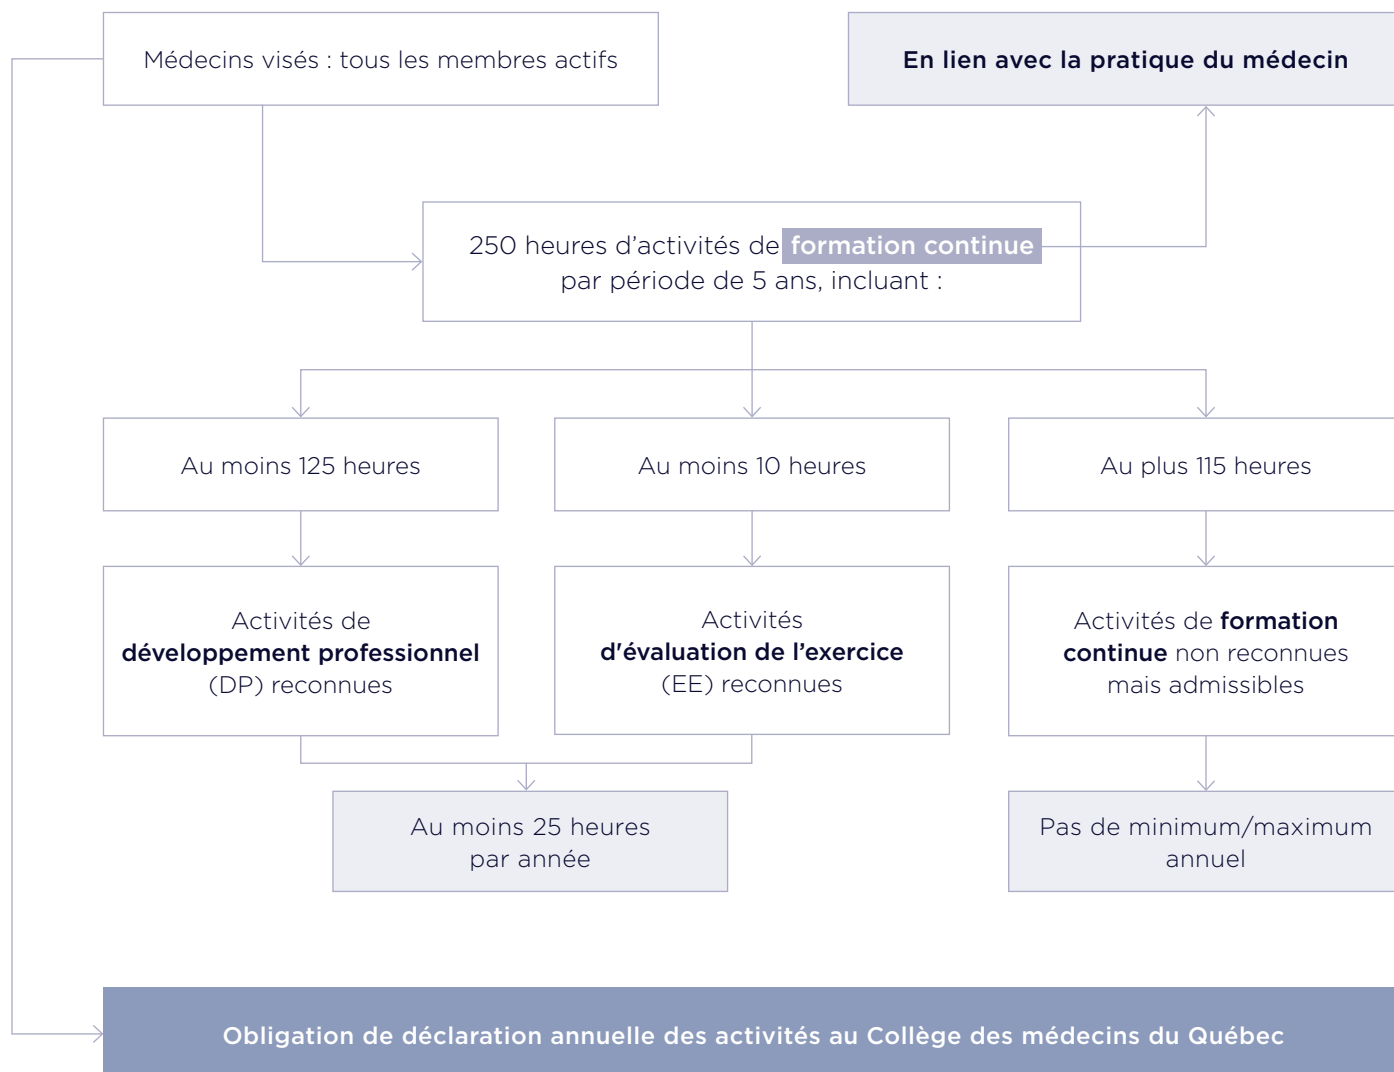 Médecins visés : tous les membres actifs
En lien avec la pratique du médecin
250 heures d’activités de formation continue
par période de 5 ans, incluant :
Au moins 125 heures
Au moins 10 heures
Au plus 115 heures
Activités de
développement professionnel
(DP) reconnues
Activités
d'évaluation de l’exercice
(EE) reconnues
Activités de formation
continue non reconnues
mais admissibles
Au moins 25 heures
par année
Pas de minimum/maximum
annuel
Obligation de déclaration annuelle des activités au Collège des médecins du Québec